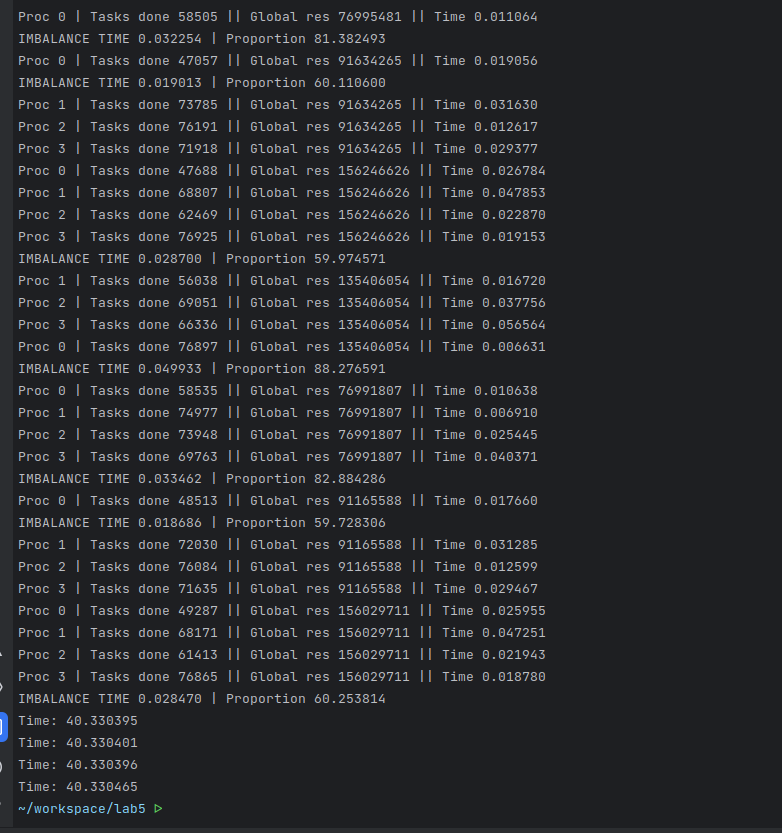 Proc 0 | Tasks done 58505 || Global res 76995481 || Time 0.011064
IMBALANCE TIME 0.032254 | Proportion 81.382493
Proc 0 | Tasks done 47057 || Global res 91634265 || Time 0.019056
IMBALANCE TIME 0.019013 | Proportion 60.110600
Proc 1 | Tasks done 73785 || Global res 91634265 || Time 0.031630
Proc 2 | Tasks done 76191 || Global res 91634265 || Time 0.012617
Proc 3 | Tasks done 71918 || Global res 91634265 || Time 0.029377
Proc 0 | Tasks done 47688 || Global res 156246626 || Time 0.026784
Proc 1 | Tasks done 68807 || Global res 156246626 || Time 0.047853
Proc 2 | Tasks done 62469 || Global res 156246626 || Time 0.022870
Proc 3 | Tasks done 76925 || Global res 156246626 || Time 0.019153
IMBALANCE TIME 0.028700 | Proportion 59.974571
Proc 1 | Tasks done 56038 || Global res 135406054 || Time 0.016720
Proc 2 | Tasks done 69051 || Global res 135406054 || Time 0.037756
Proc 3 | Tasks done 66336 || Global res 135406054 || Time 0.056564
Proc 0 | Tasks done 76897 || Global res 135406054 || Time 0.006631
IMBALANCE TIME 0.049933 | Proportion 88.276591
Proc 0 | Tasks done 58535 || Global res 76991807 || Time 0.010638
Proc 1 | Tasks done 74977 || Global res 76991807 || Time 0.006910
Proc 2 | Tasks done 73948 || Global res 76991807 || Time 0.025445
Proc 3 | Tasks done 69763 || Global res 76991807 || Time 0.040371
IMBALANCE TIME 0.033462 | Proportion 82.884286
Proc 0 | Tasks done 48513 || Global res 91165588 || Time 0.017660
IMBALANCE TIME 0.018686 | Proportion 59.728306
Proc 1 | Tasks done 72030 || Global res 91165588 || Time 0.031285
Proc 2 | Tasks done 76084 || Global res 91165588 || Time 0.012599
Proc 3 | Tasks done 71635 || Global res 91165588 || Time 0.029467
Proc 0 | Tasks done 49287 || Global res 156029711 || Time 0.025955
Proc 1 | Tasks done 68171 || Global res 156029711 || Time 0.047251
Proc 2 | Tasks done 61413 || Global res 156029711 || Time 0.021943
Proc 3 | Tasks done 76865 || Global res 156029711 || Time 0.018780
IMBALANCE TIME 0.028470 | Proportion 60.253814
Time: 40.330395
Time: 40.330401
Time: 40.330396
Time: 40.330465
~/workspace/lab5 ▷